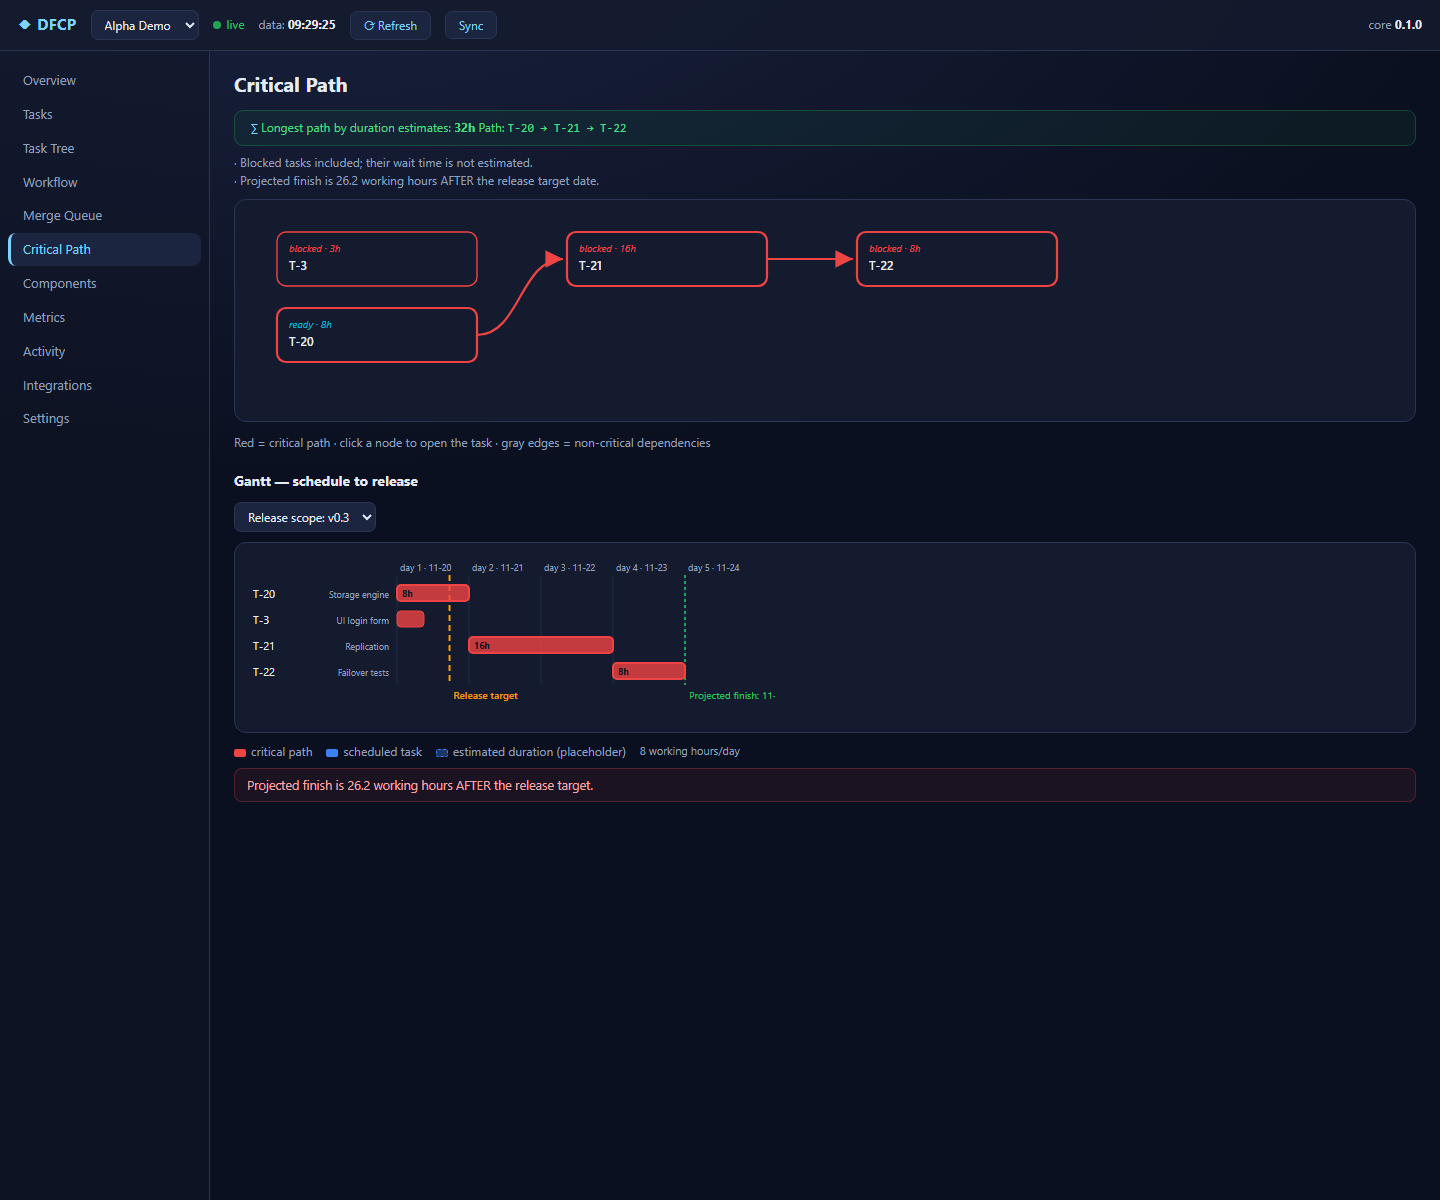 ◆ DFCP
Alpha Demo
live
data: 09:29:25
⟳ Refresh
Sync
core 0.1.0
Overview
Tasks
Task Tree
Workflow
Merge Queue
Critical Path
Components
Metrics
Activity
Integrations
Settings
Critical Path
∑ Longest path by duration estimates: 32h Path: T-20 → T-21 → T-22
· Blocked tasks included; their wait time is not estimated.
· Projected finish is 26.2 working hours AFTER the release target date.
blocked · 3h
T-3
blocked · 16h
T-21
blocked · 8h
T-22
ready · 8h
T-20
Red = critical path · click a node to open the task · gray edges = non-critical dependencies
Gantt — schedule to release
Release scope: v0.3
day 1 · 11-20
day 2 · 11-21
day 3 · 11-22
day 4 · 11-23
day 5 · 11-24
T-20 Storage engine 8h
T-3 UI login form
T-21 Replication 16h
T-22 Failover tests 8h
Release target
Projected finish: 11-
critical path
scheduled task
estimated duration (placeholder)
8 working hours/day
Projected finish is 26.2 working hours AFTER the release target.